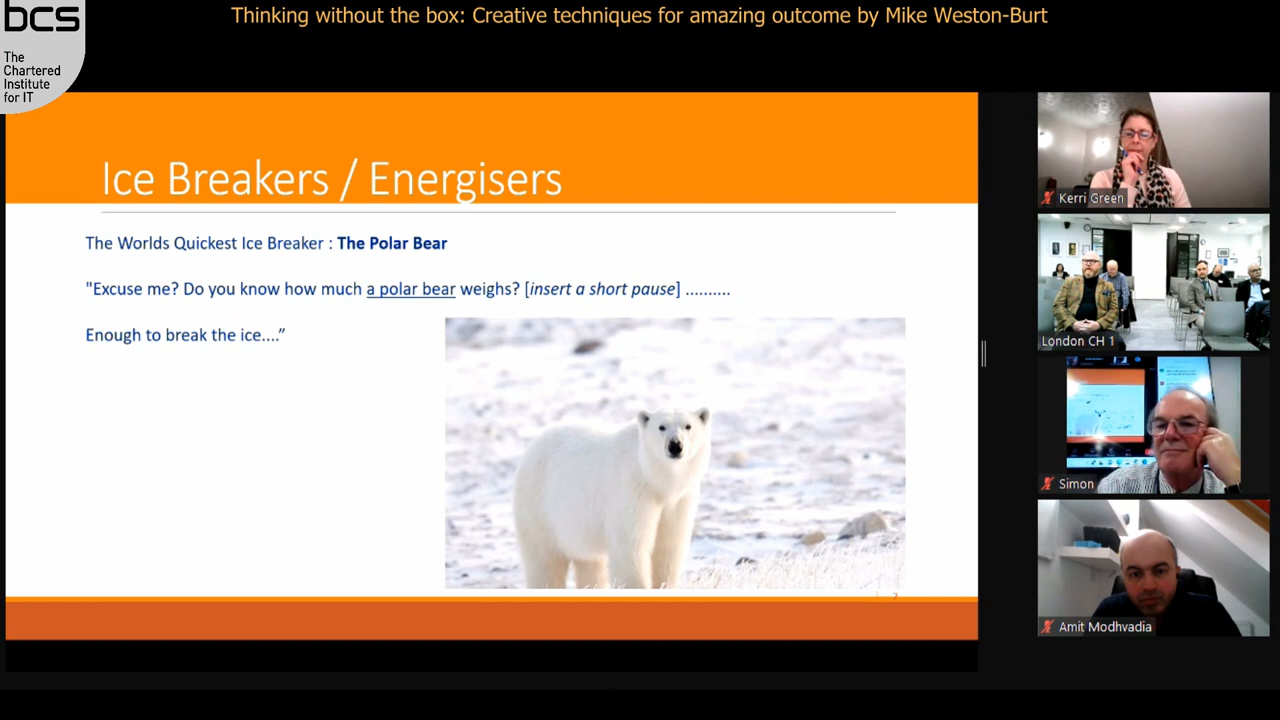 bcs
The
Chartered
Institute
for IT
Thinking without the box: Creative techniques for amazing outcome by Mike Weston-Burt
Ice Breakers / Energisers
The Worlds Quickest Ice Breaker : The Polar Bear
"Excuse me? Do you know how much a polar bear weighs? [insert a short pause] ..........
Enough to break the ice....”
7
Kerri Green
London CH 1
Simon
Amit Modhvadia